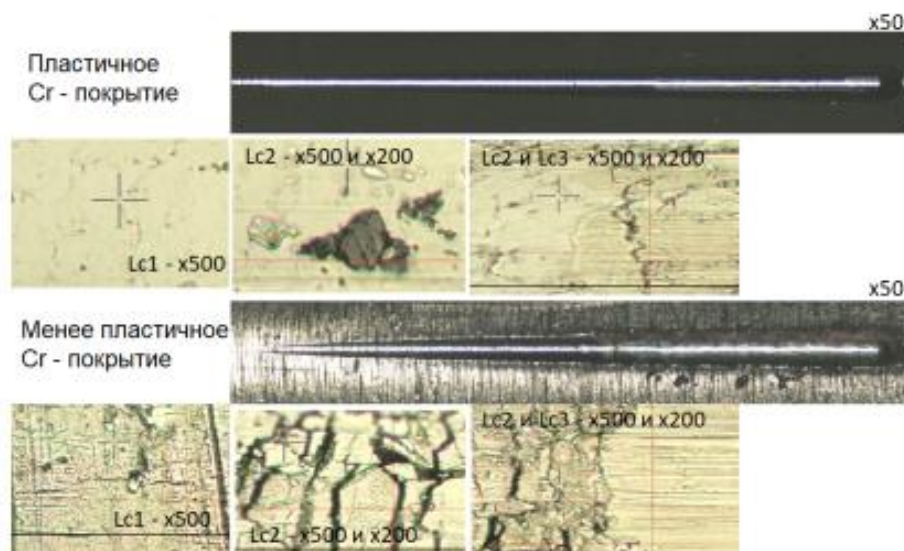 x50
Пластичное
Cr - покрытие
Lc1 - x500
Lc2 - x500 и x200
Lc2 и Lc3 - x500 и x200
x50
Менее пластичное
Cr - покрытие
Lc1 - x500
Lc2 - x500 и x200
Lc2 и Lc3 - x500 и x200